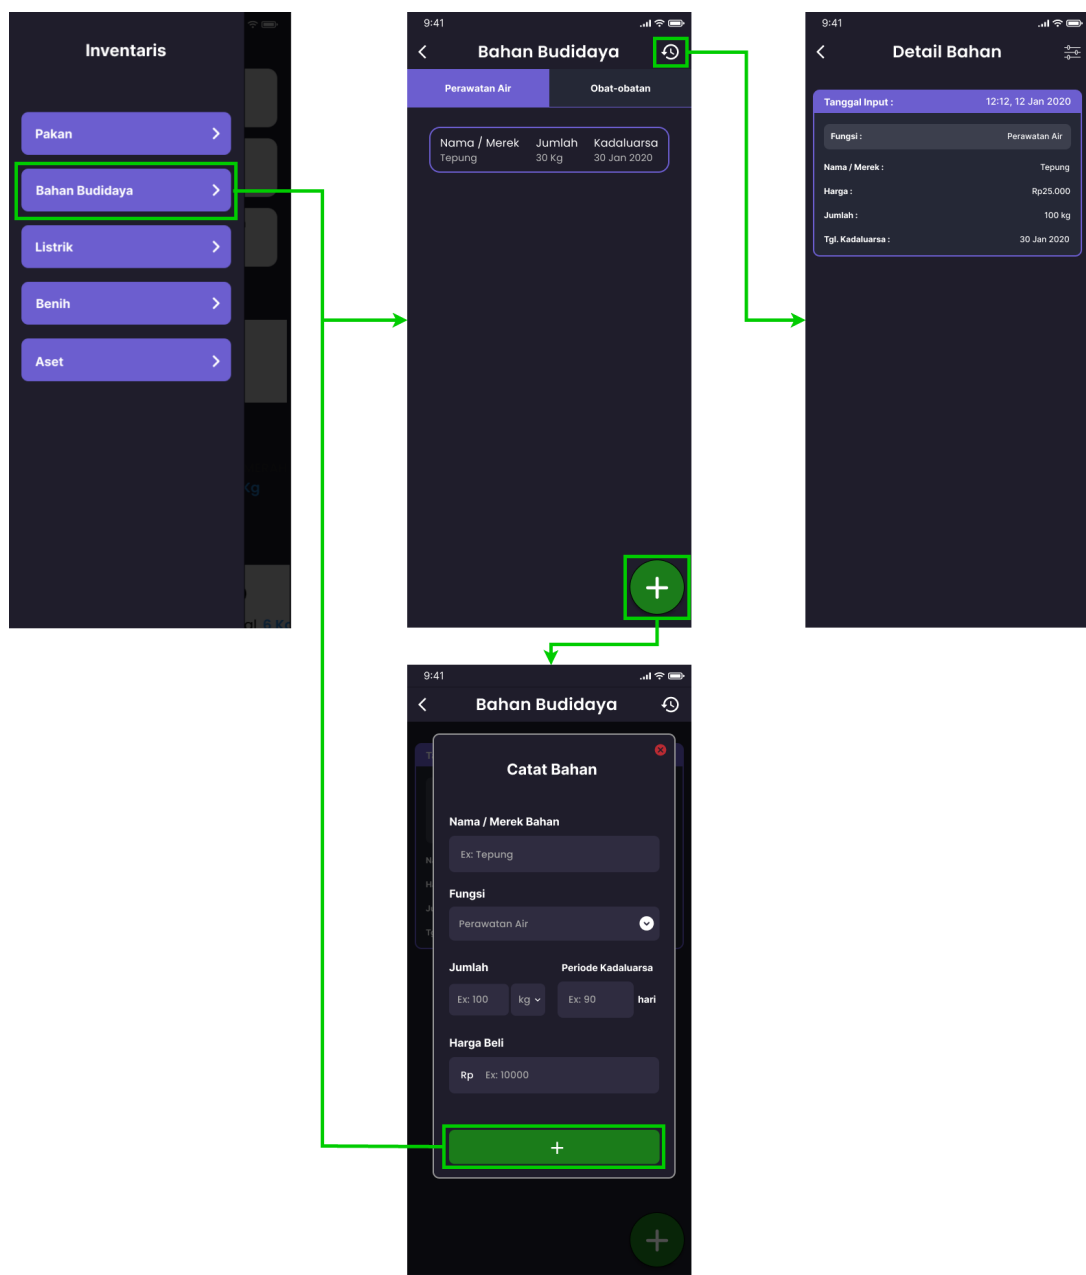 Inventaris
Pakan
Bahan Budidaya
Listrik
Benih
Aset
Kg
9:41
Bahan Budidaya
Perawatan Air Obat-obatan
Nama / Merek Jumlah Kadaluarsa
Tepung 30 Kg 30 Jan 2020
9:41
Detail Bahan
Tanggal Input : 12:12, 12 Jan 2020
Fungsi : Perawatan Air
Nama / Merek : Tepung
Harga : Rp25.000
Jumlah : 100 kg
Tgl. Kadaluarsa : 30 Jan 2020
9:41
Bahan Budidaya
Catat Bahan
Nama / Merek Bahan
Ex: Tepung
Fungsi
Perawatan Air
Jumlah Periode Kadaluarsa
Ex: 100 kg Ex: 90 hari
Harga Beli
Rp Ex: 10000